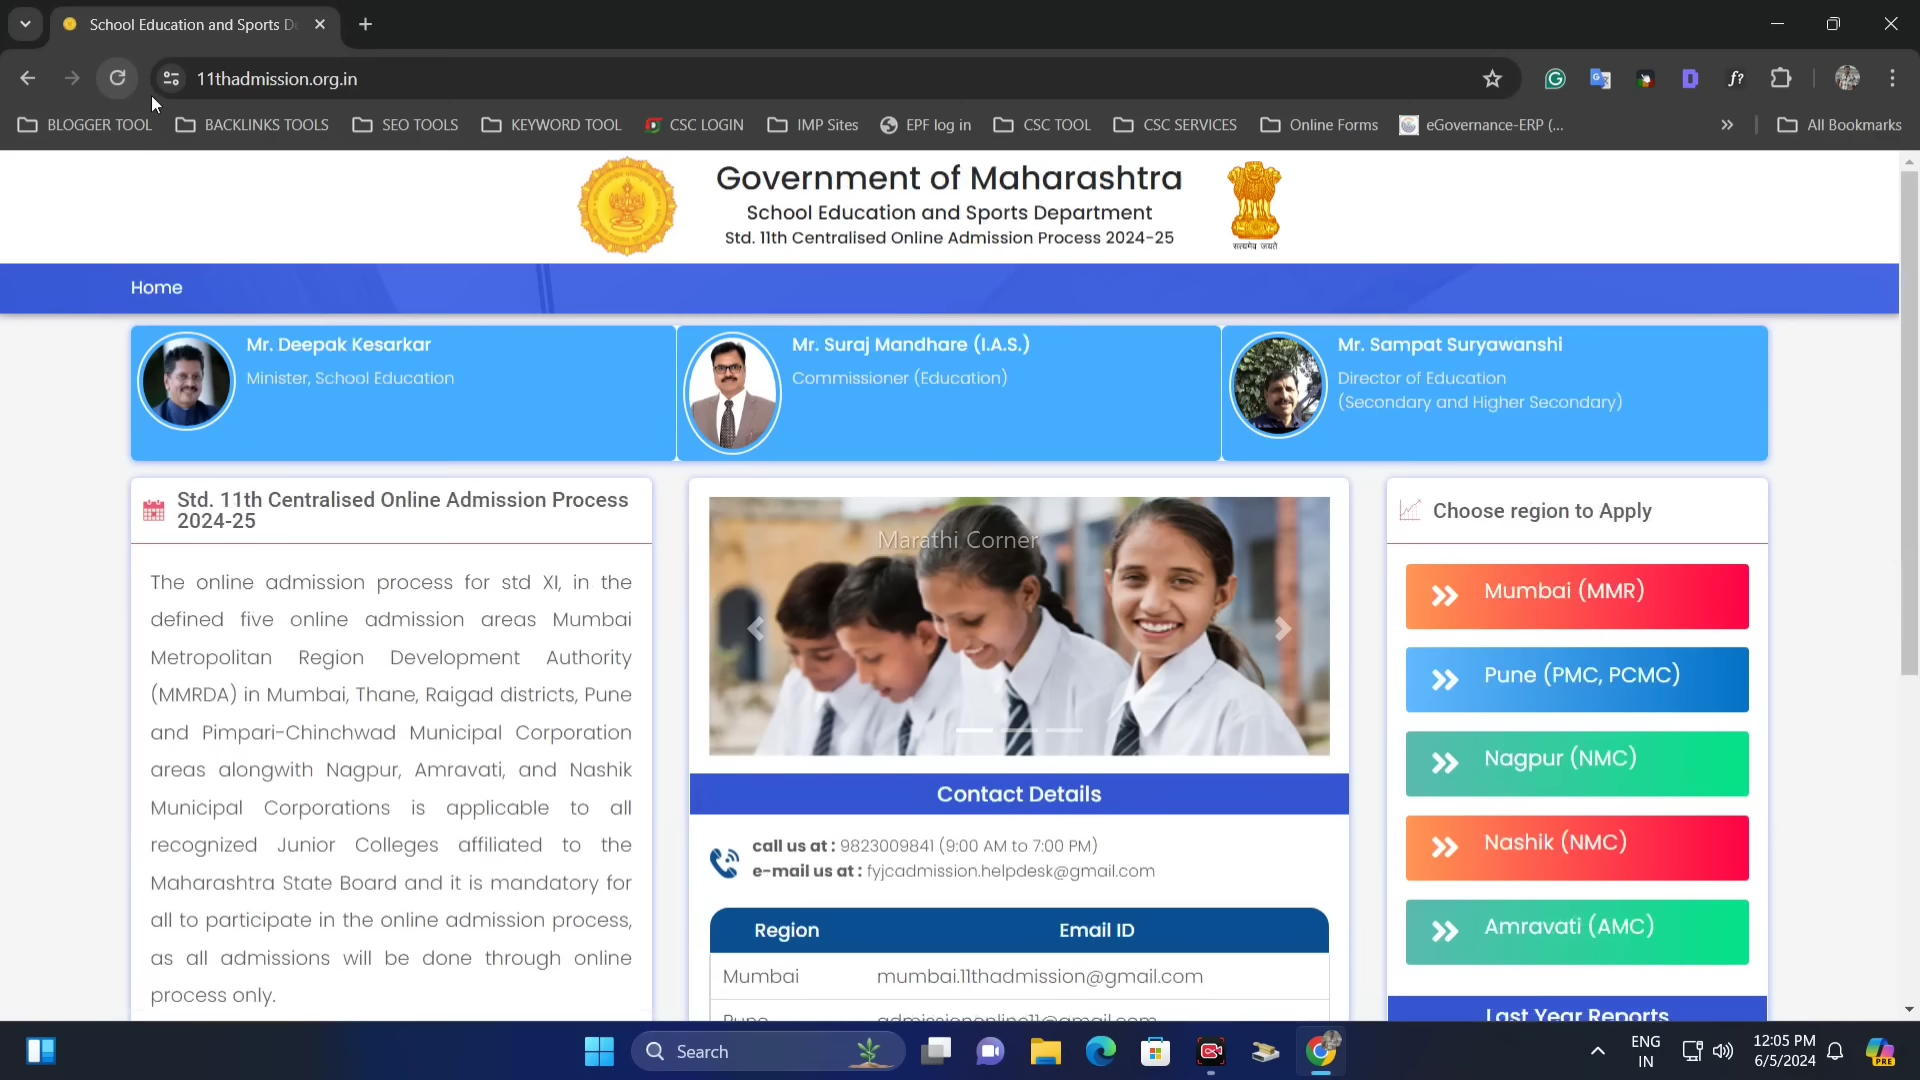 School Education and Sports D
11thadmission.org.in
BLOGGER TOOL
BACKLINKS TOOLS
SEO TOOLS
KEYWORD TOOL
CSC LOGIN
IMP Sites
EPF log in
CSC TOOL
CSC SERVICES
Online Forms
eGovernance-ERP (...
All Bookmarks
Government of Maharashtra
School Education and Sports Department
Std. 11th Centralised Online Admission Process 2024-25
सत्यमेव जयते
Home
Mr. Deepak Kesarkar
Minister, School Education
Mr. Suraj Mandhare (I.A.S.)
Commissioner (Education)
Mr. Sampat Suryawanshi
Director of Education
(Secondary and Higher Secondary)
Std. 11th Centralised Online Admission Process
2024-25
The online admission process for std XI, in the
defined five online admission areas Mumbai
Metropolitan Region Development Authority
(MMRDA) in Mumbai, Thane, Raigad districts, Pune
and Pimpari-Chinchwad Municipal Corporation
areas alongwith Nagpur, Amravati, and Nashik
Municipal Corporations is applicable to all
recognized Junior Colleges affiliated to the
Maharashtra State Board and it is mandatory for
all to participate in the online admission process,
as all admissions will be done through online
process only.
Marathi Corner
Contact Details
call us at : 9823009841 (9:00 AM to 7:00 PM)
e-mail us at : fyjcadmission.helpdesk@gmail.com
Region Email ID
Mumbai mumbai.11thadmission@gmail.com
Pune admissiononline11@gmail.com
Choose region to Apply
Mumbai (MMR)
Pune (PMC, PCMC)
Nagpur (NMC)
Nashik (NMC)
Amravati (AMC)
Last Year Reports
Search
ENG
IN
12:05 PM
6/5/2024
PRE